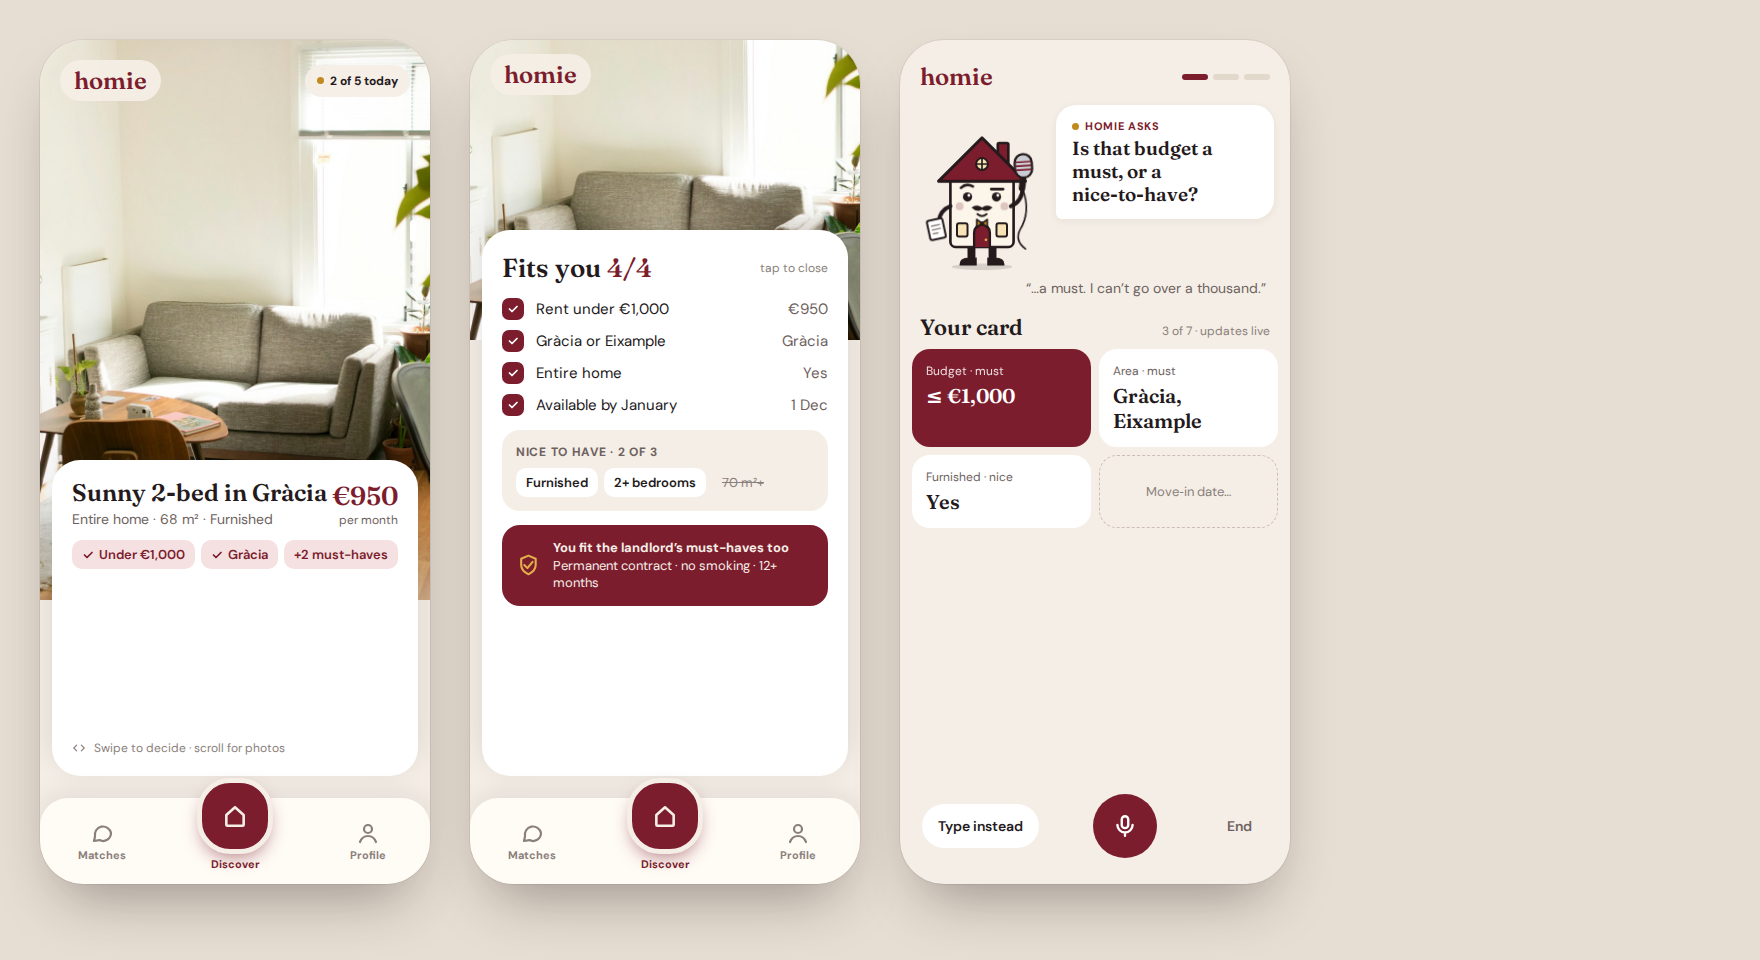 homie
2 of 5 today
Sunny 2-bed in Gràcia
€950
Entire home · 68 m² · Furnished
per month
Under €1,000
Gràcia
+2 must-haves
Swipe to decide · scroll for photos
Matches
Discover
Profile
homie
Fits you 4/4
tap to close
Rent under €1,000
€950
Gràcia or Eixample
Gràcia
Entire home
Yes
Available by January
1 Dec
NICE TO HAVE · 2 OF 3
Furnished
2+ bedrooms
70 m²+
You fit the landlord’s must-haves too
Permanent contract · no smoking · 12+
months
Matches
Discover
Profile
homie
HOMIE ASKS
Is that budget a
must, or a
nice-to-have?
“…a must. I can’t go over a thousand.”
Your card
3 of 7 · updates live
Budget · must
≤ €1,000
Area · must
Gràcia,
Eixample
Furnished · nice
Yes
Move-in date…
Type instead
End